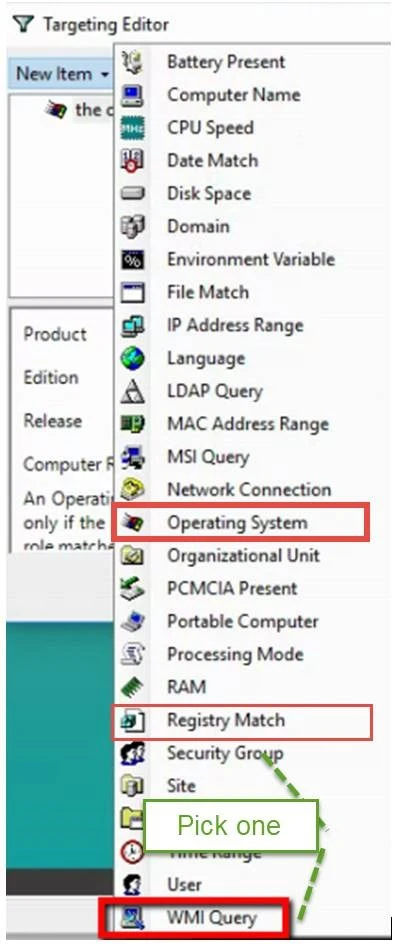 Targeting Editor
New Item
the
Battery Present
Computer Name
CPU Speed
Date Match
Disk Space
Domain
Environment Variable
File Match
IP Address Range
Language
LDAP Query
MAC Address Range
MSI Query
Network Connection
Operating System
Organizational Unit
PCMCIA Present
Portable Computer
Processing Mode
RAM
Registry Match
Security Group
Site
Pick one
Time Range
User
WMI Query
Product
Edition
Release
Computer R
An Operati
only if the
role matche